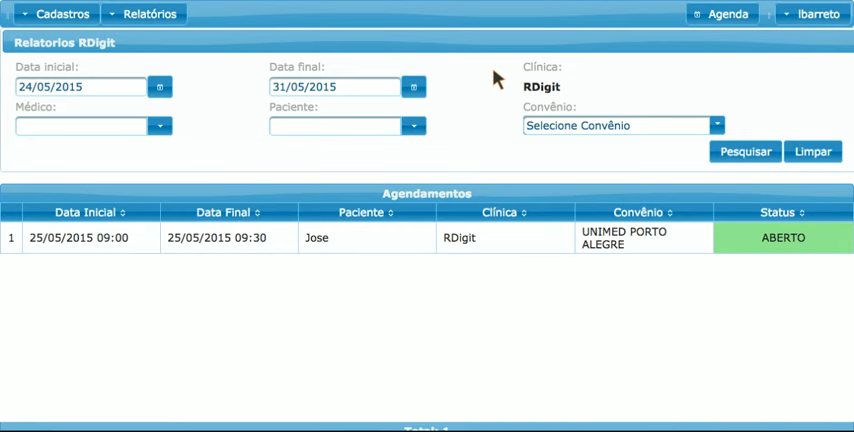 Cadastros Relatórios Agenda lbarreto
Relatorios RDigit
Data inicial: Data final: Clínica:
24/05/2015 31/05/2015 RDigit
Médico: Paciente: Convênio:
Selecione Convênio
Pesquisar Limpar
Agendamentos
Data Inicial Data Final Paciente Clínica Convênio Status
1 25/05/2015 09:00 25/05/2015 09:30 Jose RDigit UNIMED PORTO ALEGRE ABERTO
Total: 1